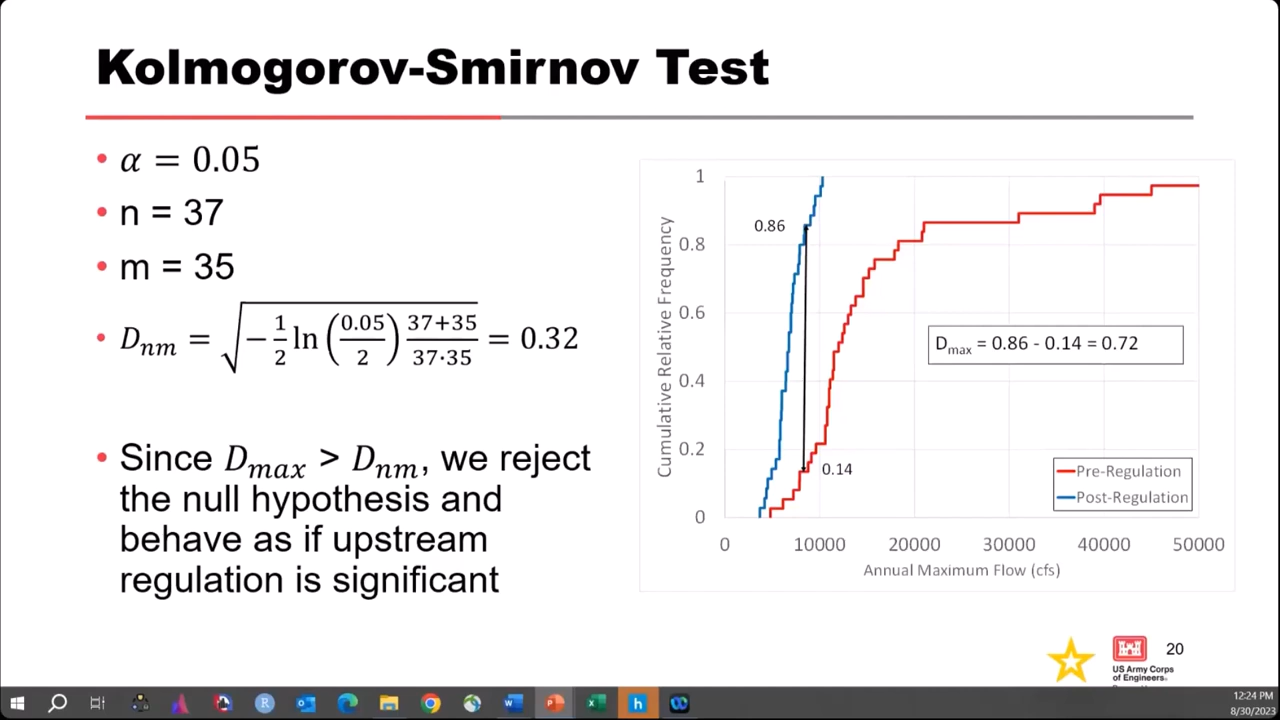 Kolmogorov-Smirnov Test
• α = 0.05
• n = 37
• m = 35
• D_nm = √(−1/2 ln(0.05/2) (37+35)/(37·35)) = 0.32
• Since D_max > D_nm, we reject
the null hypothesis and
behave as if upstream
regulation is significant
Cumulative Relative Frequency
1
0.8
0.6
0.4
0.2
0
0.86
0.14
D_max = 0.86 - 0.14 = 0.72
Pre-Regulation
Post-Regulation
0 10000 20000 30000 40000 50000
Annual Maximum Flow (cfs)
US Army Corps
of Engineers®
20
12:24 PM
8/30/2023